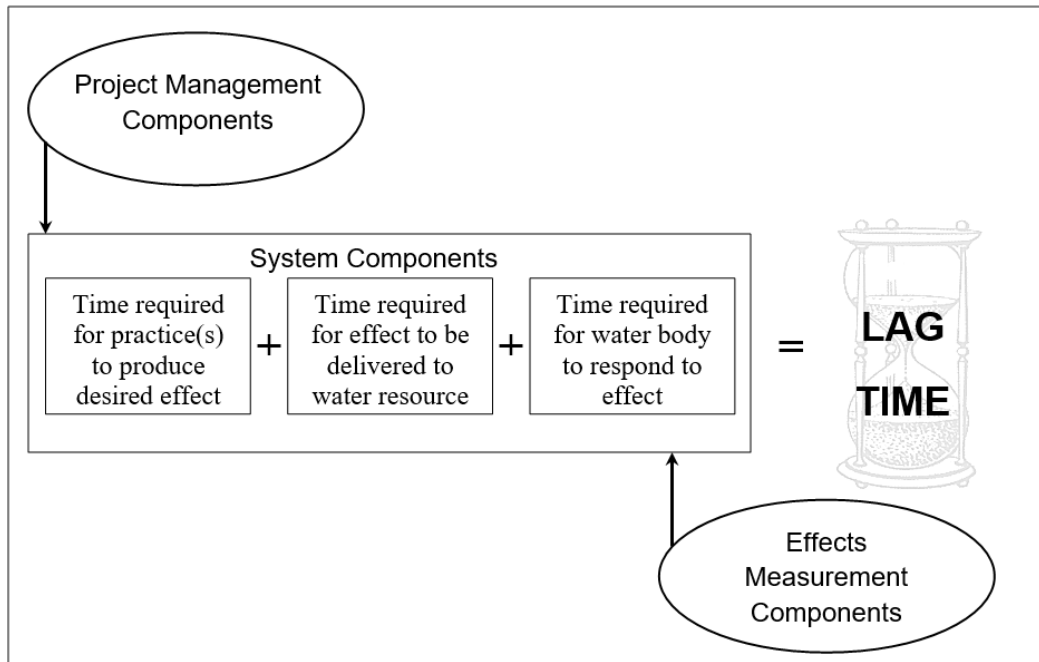 Project Management
Components
System Components
Time required
for practice(s)
to produce
desired effect
+
Time required
for effect to be
delivered to
water resource
+
Time required
for water body
to respond to
effect
=
LAG
TIME
Effects
Measurement
Components